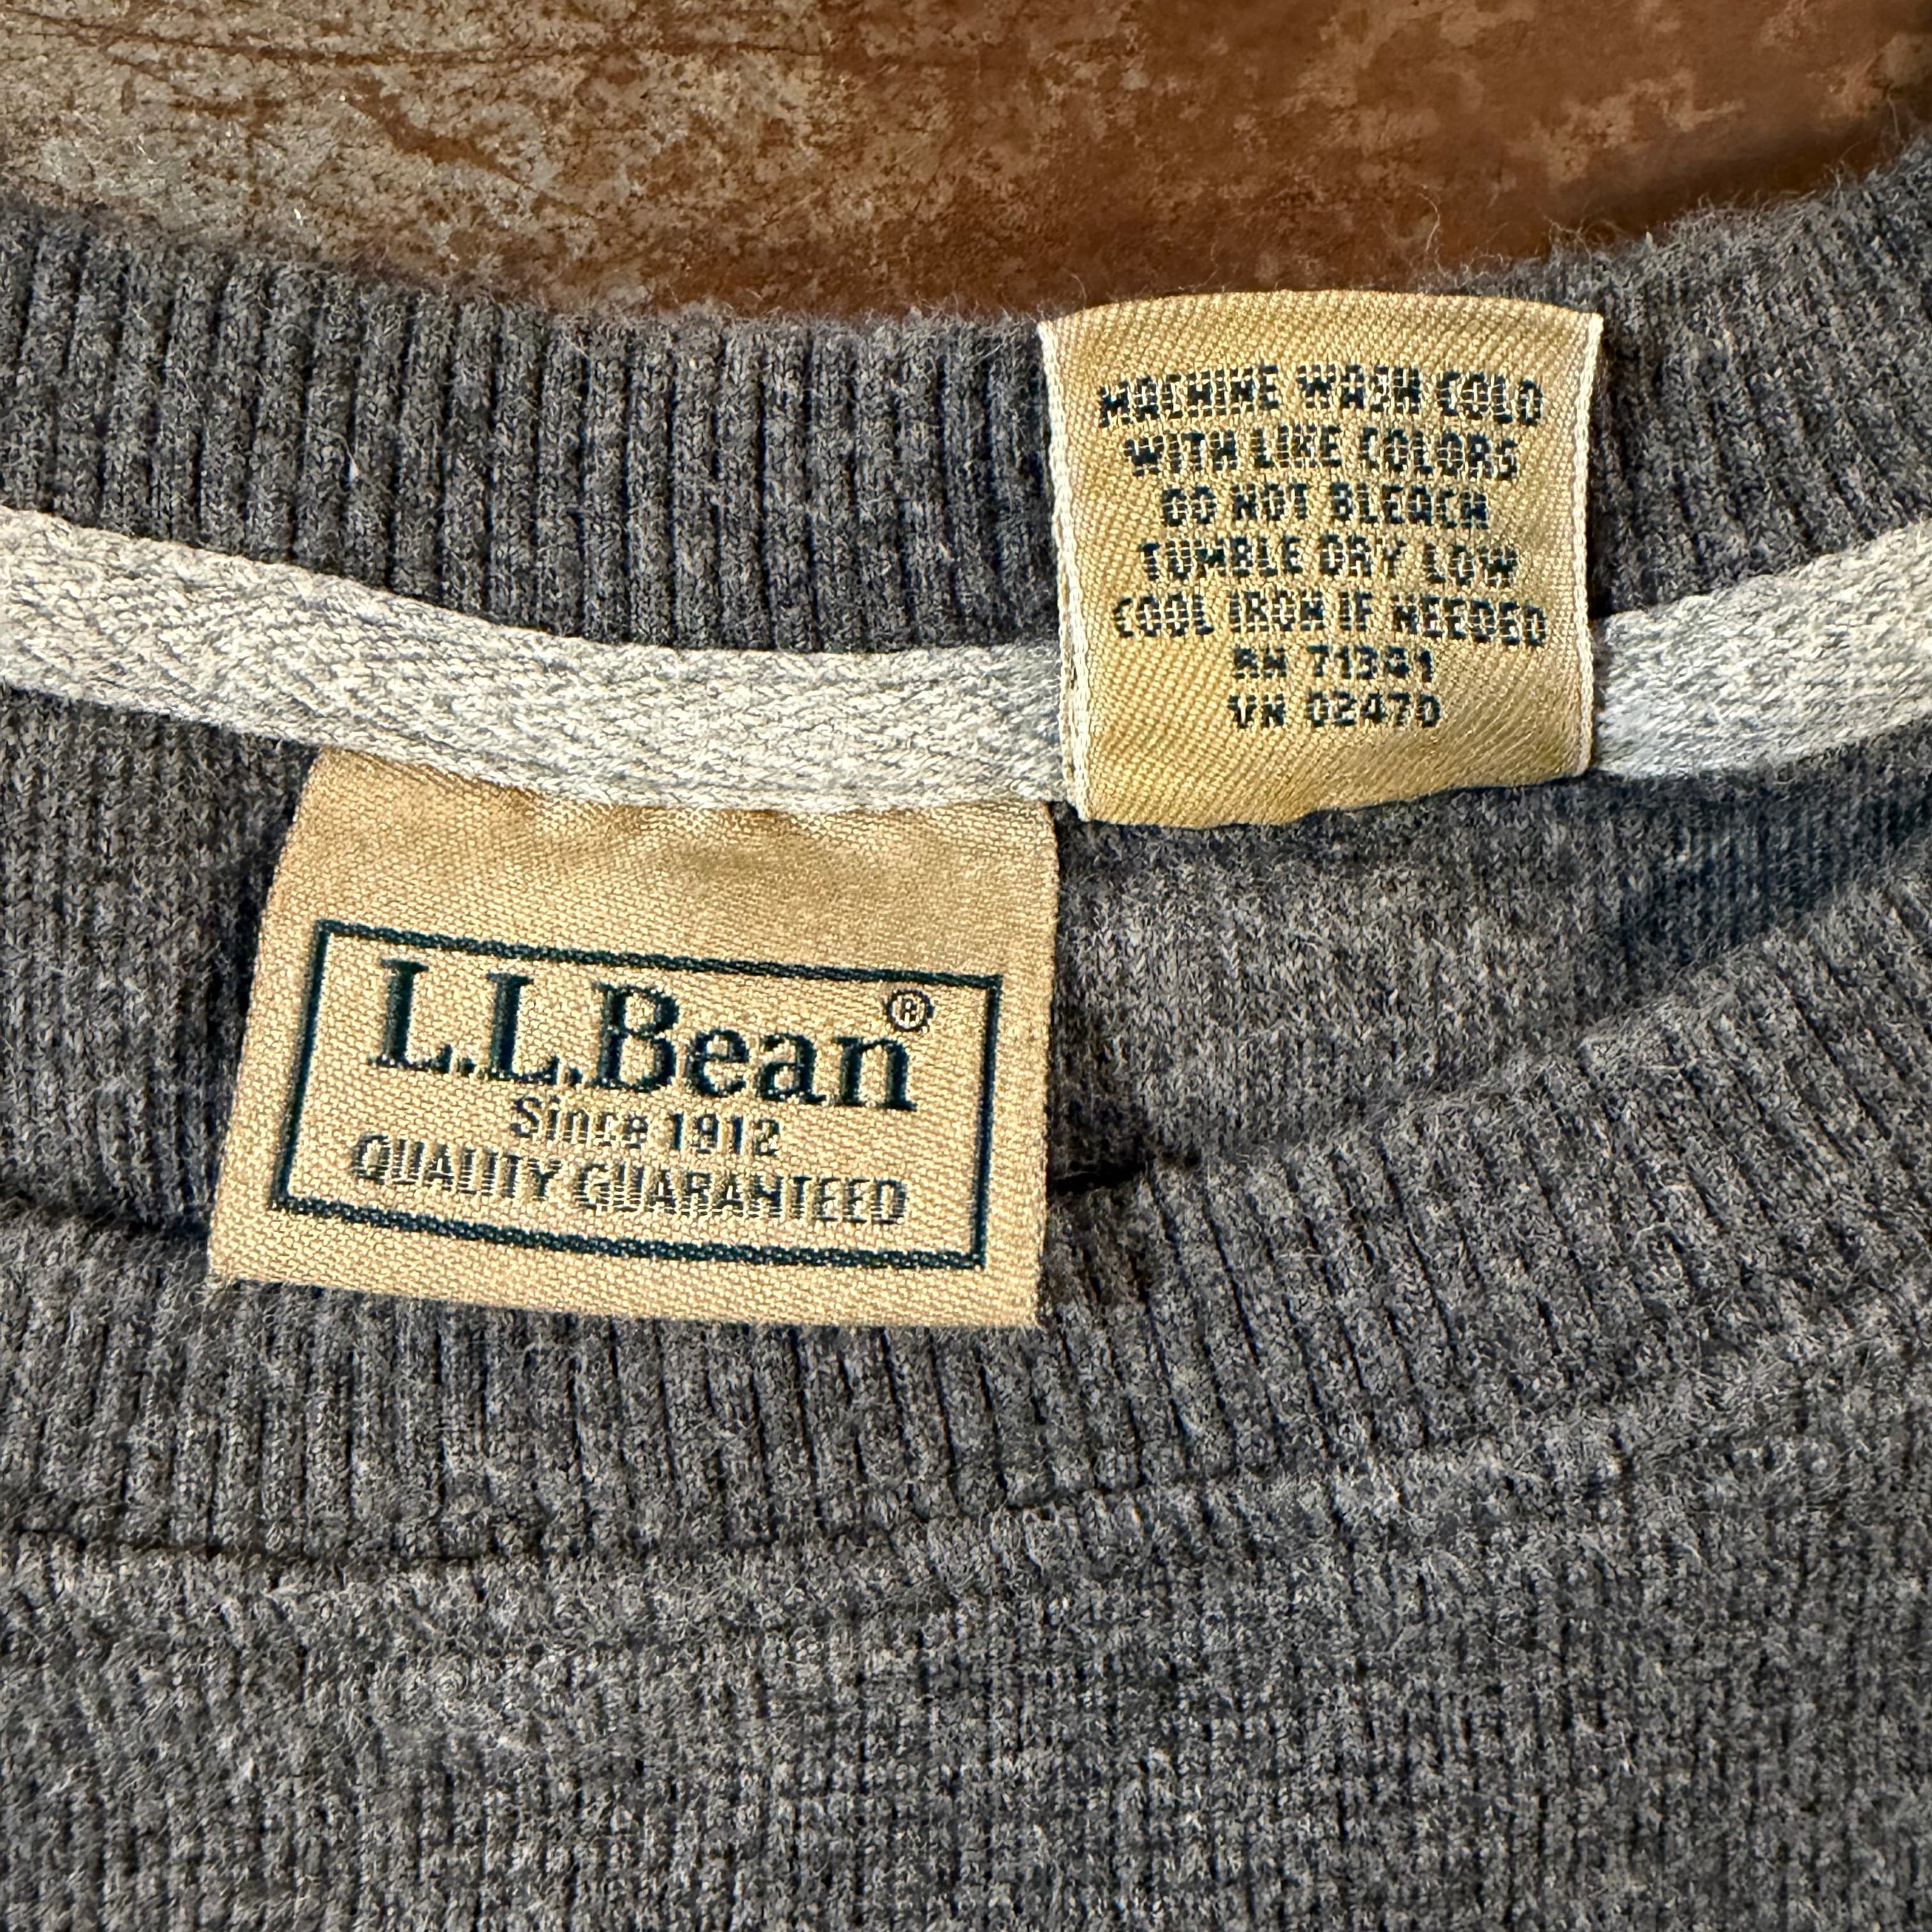 MACHINE WASH COLD
WITH LIKE COLORS
DO NOT BLEACH
TUMBLE DRY LOW
COOL IRON IF NEEDED
RN 71341
VN 02470
L.L.Bean®
Since 1912
QUALITY GUARANTEED